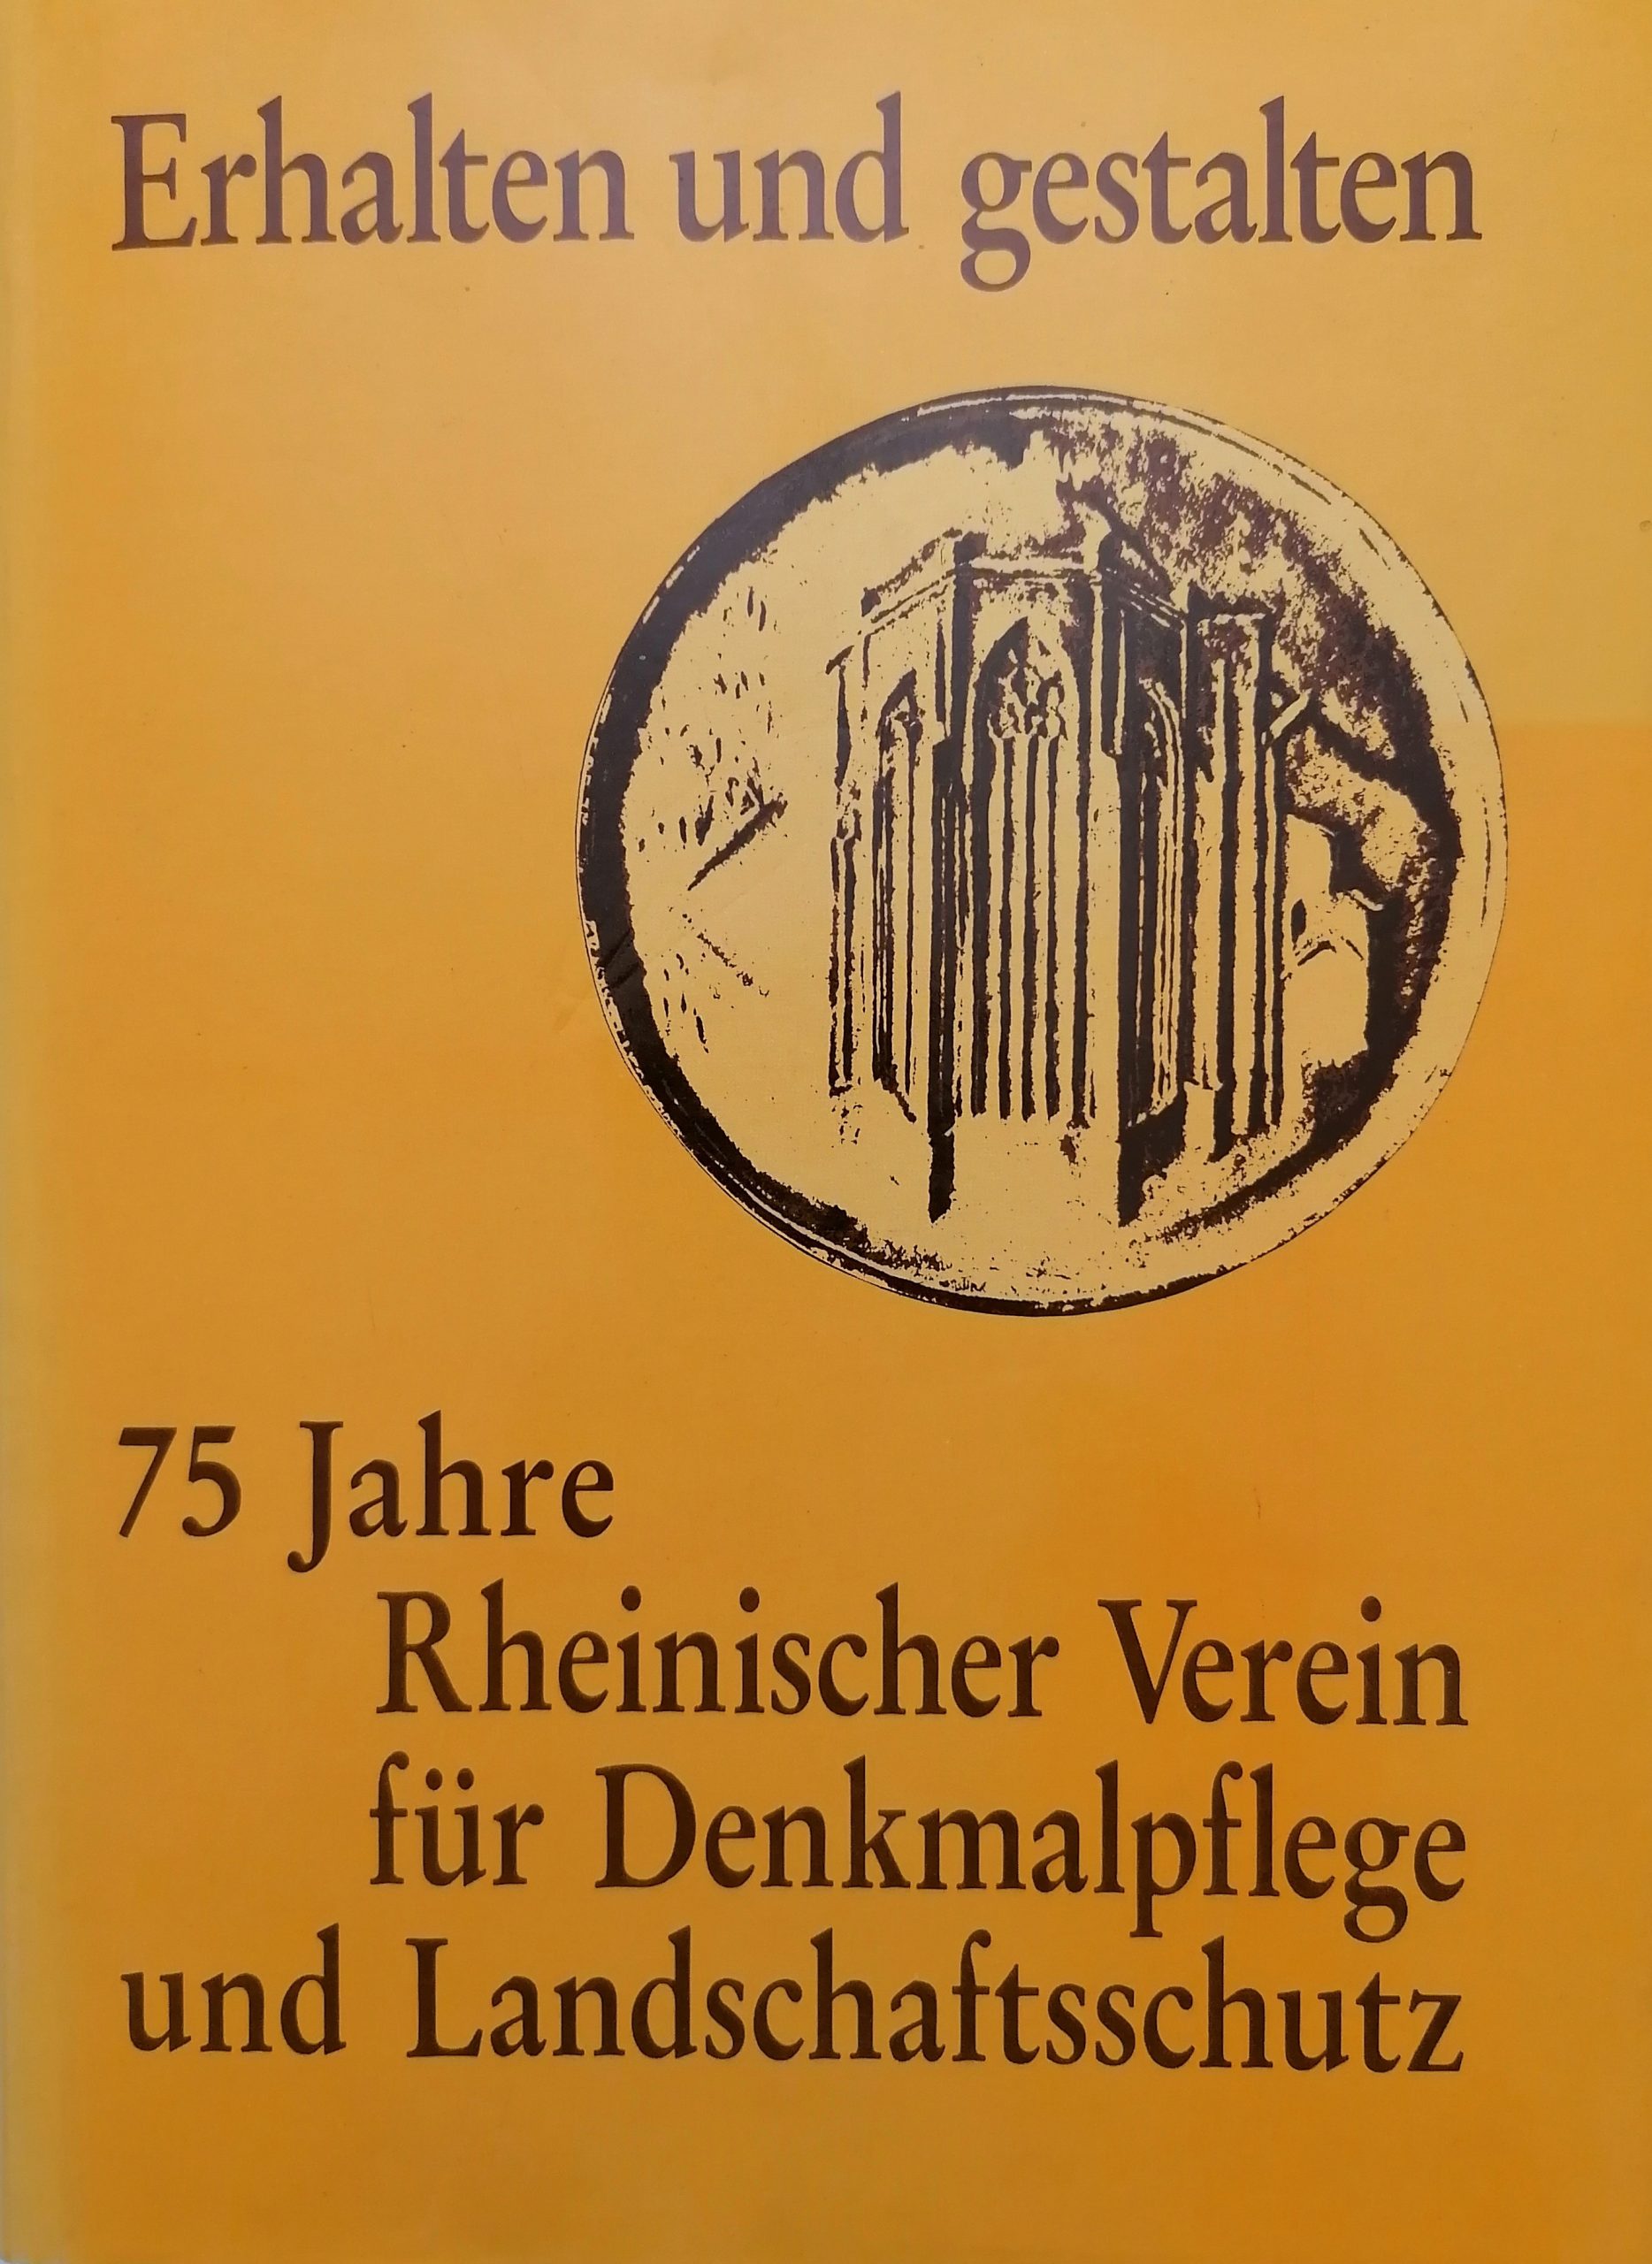 Erhalten und gestalten
75 Jahre
Rheinischer Verein
für Denkmalpflege
und Landschaftsschutz